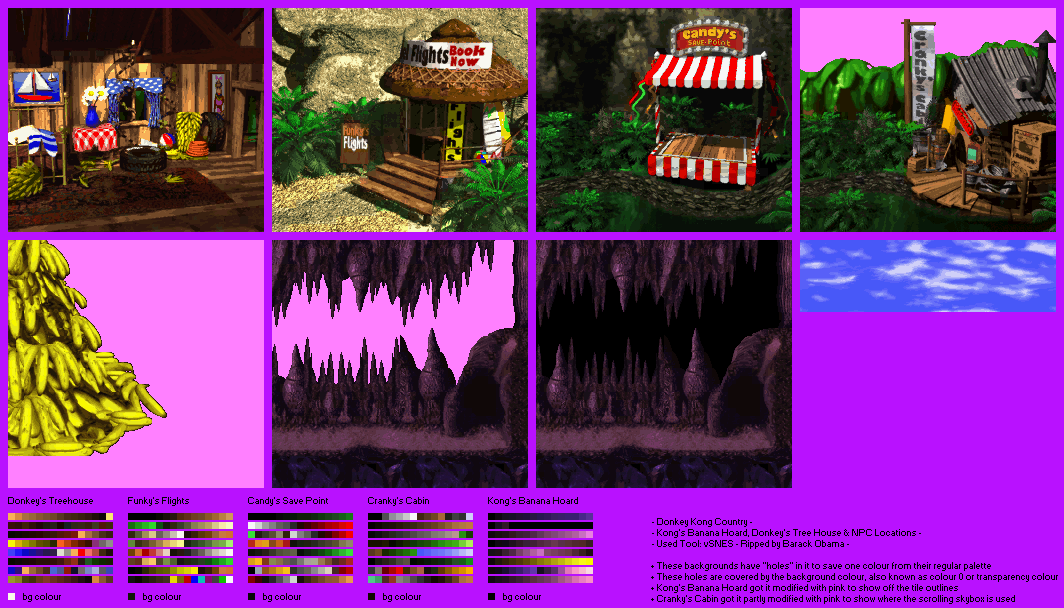 Flights Book
Now
Funky's
Flights
Flights
Candy's
SAVE POINT
Cranky's Ca
Donkey's Treehouse
Funky's Flights
Candy's Save Point
Cranky Cabin
Kong's Banana Hoard
bg colour
bg colour
bg colour
bg colour
bg colour
- Donkey Kong Country -
- Kong's Banana Hoard, Donkey's Tree House & NPC Locations -
- Used Tool: vSNES - Ripped by Barack Obama -
+ These backgrounds have "holes" in it to save one colour from their regular palette
+ These holes are covered by the background colour, also known as colour 0 or transparency colour
+ Kong's Banana Hoard got it modified with pink to show off the tile outlines
+ Cranky's Cabin got it partly modified with pink to show where the scrolling skybox is used